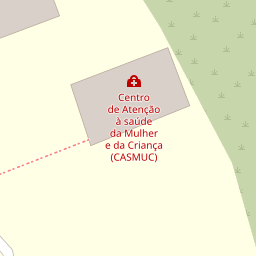 Centro
de Atenção
à saúde
da Mulher
e da Criança
(CASMUC)